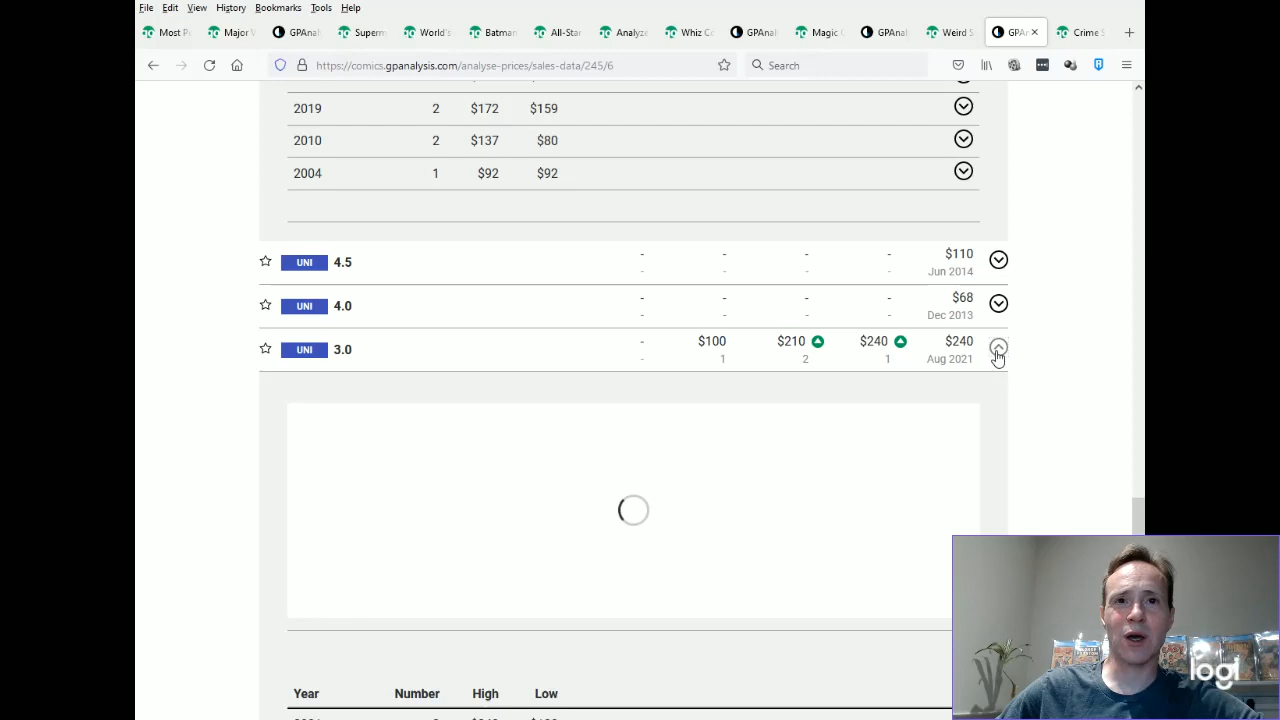 File Edit View History Bookmarks Tools Help
Most P Major V GPAnal Superm World's Batman All-Star Analyze Whiz Co GPAnal Magic GPAnal Weird S GPAn Crime S
https://comics.gpanalysis.com/analyse-prices/sales-data/245/6 Search
2019 2 $172 $159
2010 2 $137 $80
2004 1 $92 $92
UNI 4.5 - - - - $110
- - - - Jun 2014
UNI 4.0 - - - - $68
- - - - Dec 2013
UNI 3.0 - $100 $210 $240 $240
- 1 2 1 Aug 2021
Year Number High Low
logi